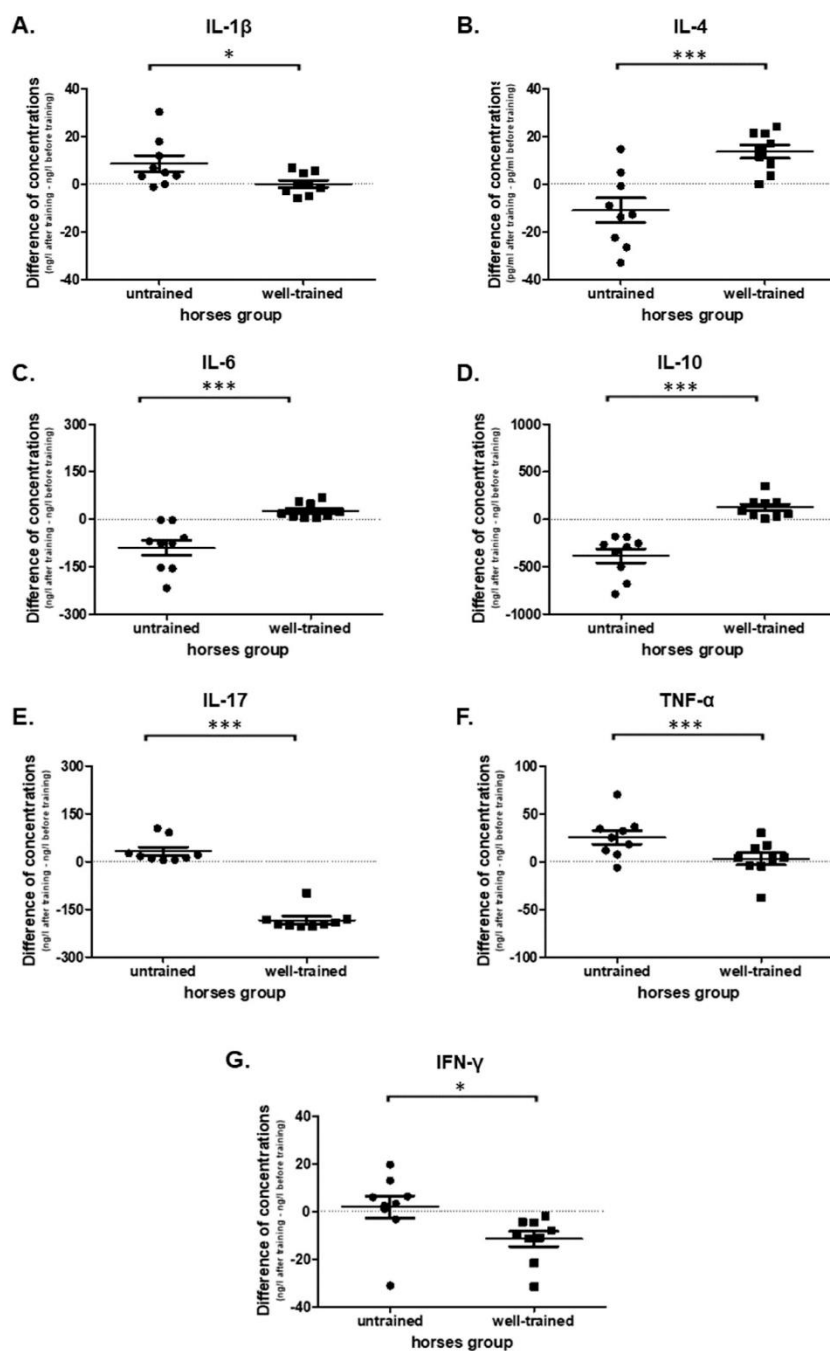 A.
IL-1β
*
Difference of concentrations
(ng/l after training - ng/l before training)
40
20
0
-20
-40
untrained
well-trained
horses group
B.
IL-4
***
Difference of concentrations
(pg/ml after training - pg/ml before training)
40
20
0
-20
-40
untrained
well-trained
horses group
C.
IL-6
***
Difference of concentrations
(ng/l after training - ng/l before training)
300
150
0
-150
-300
untrained
well-trained
horses group
D.
IL-10
***
Difference of concentrations
(ng/l after training - ng/l before training)
1000
500
0
-500
-1000
untrained
well-trained
horses group
E.
IL-17
***
Difference of concentrations
(ng/l after training - ng/l before training)
300
150
0
-150
-300
untrained
well-trained
horses group
F.
TNF-α
***
Difference of concentrations
(ng/l after training - ng/l before training)
100
50
0
-50
-100
untrained
well-trained
horses group
G.
IFN-γ
*
Difference of concentrations
(ng/l after training - ng/l before training)
40
20
0
-20
-40
untrained
well-trained
horses group